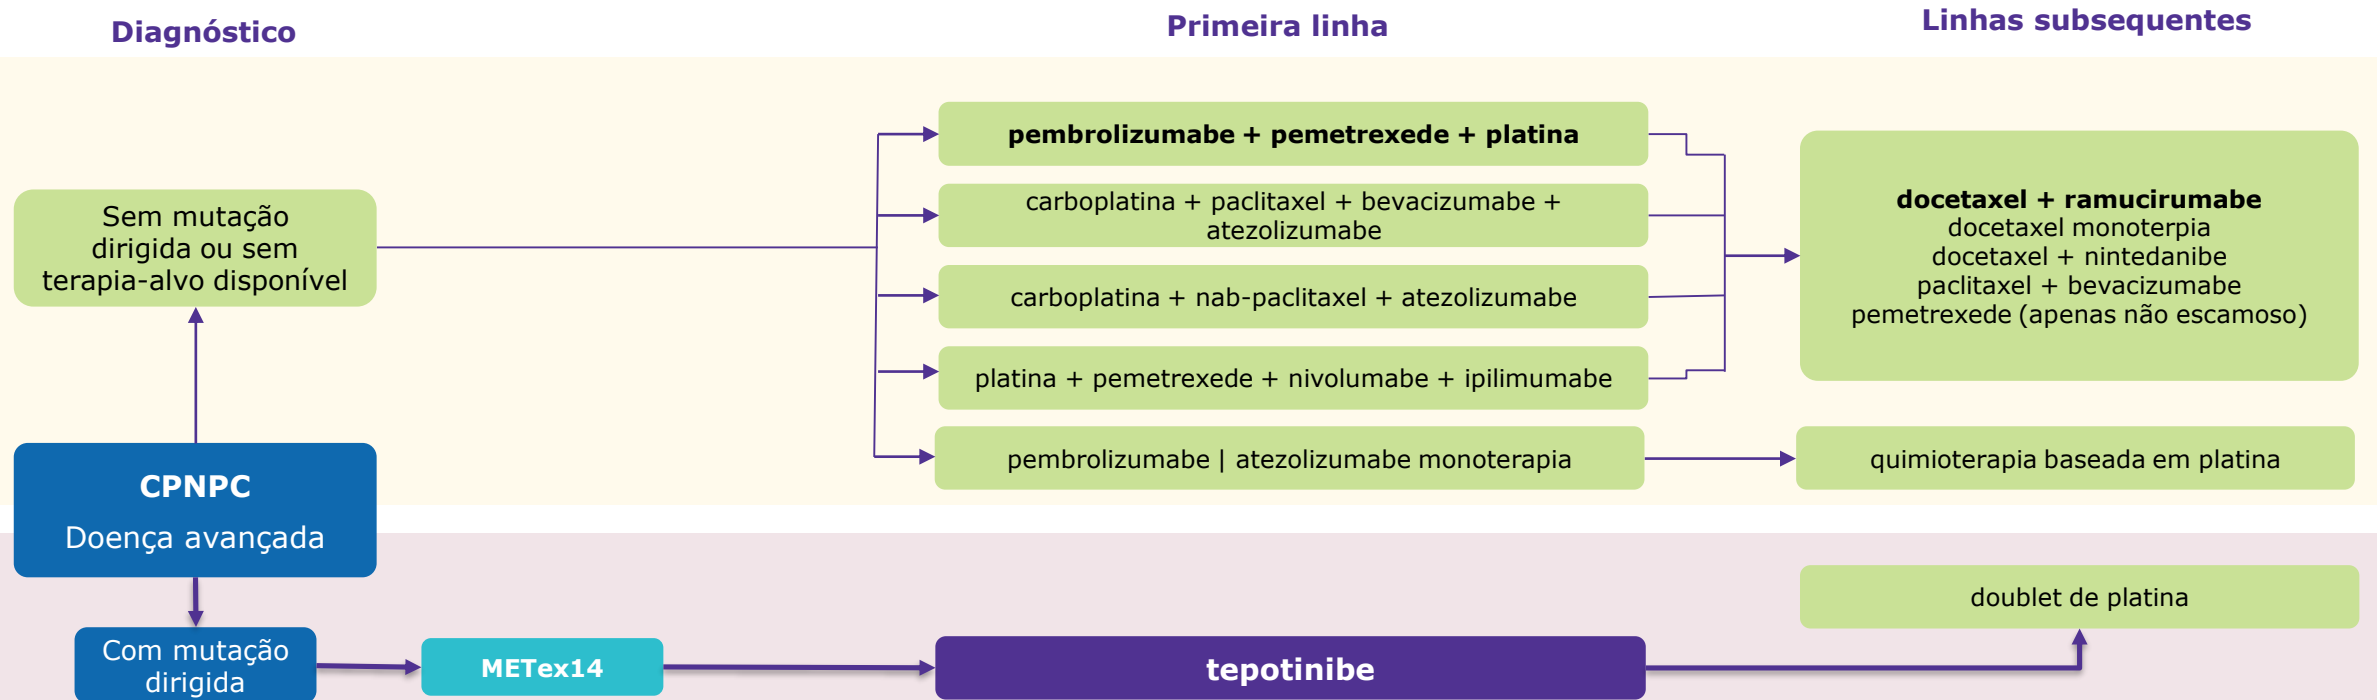 Diagnóstico
Primeira linha
Linhas subsequentes
Sem mutação
dirigida ou sem
terapia-alvo disponível
pembrolizumabe + pemetrexede + platina
carboplatina + paclitaxel + bevacizumabe +
atezolizumabe
carboplatina + nab-paclitaxel + atezolizumabe
platina + pemetrexede + nivolumabe + ipilimumabe
pembrolizumabe | atezolizumabe monoterapia
docetaxel + ramucirumabe
docetaxel monoterpia
docetaxel + nintedanibe
paclitaxel + bevacizumabe
pemetrexede (apenas não escamoso)
quimioterapia baseada em platina
CPNPC
Doença avançada
Com mutação
dirigida
METex14
tepotinibe
doublet de platina